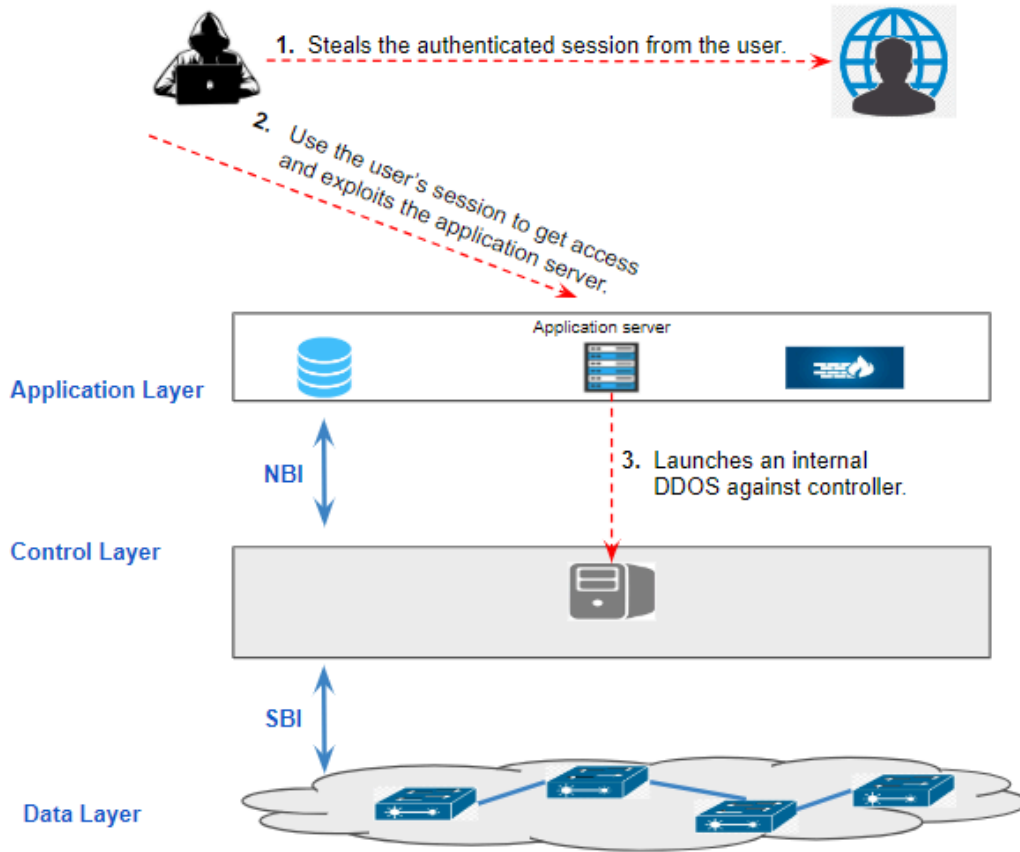 1. Steals the authenticated session from the user.
2. Use the user's session to get access
and exploits the application server.
Application server
Application Layer
NBI
3. Launches an internal
DDOS against controller.
Control Layer
SBI
Data Layer